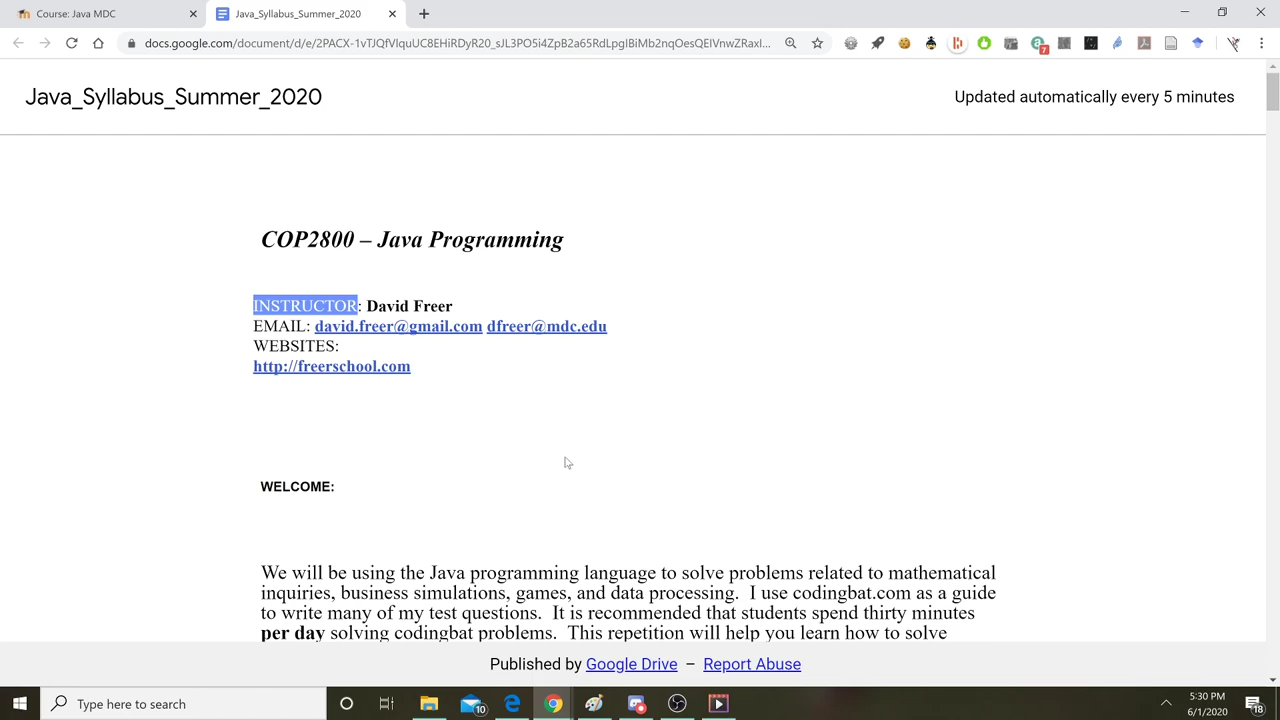 Course: Java MDC
Java_Syllabus_Summer_2020
docs.google.com/document/d/e/2PACX-1vTJQVlquUC8EHiRDyR20_sJL3PO5i4ZpB2a65RdLpgIBiMb2nqOesQEIVnwZRaxl...
7
Java_Syllabus_Summer_2020
Updated automatically every 5 minutes
COP2800 – Java Programming
INSTRUCTOR: David Freer
EMAIL: david.freer@gmail.com dfreer@mdc.edu
WEBSITES:
http://freerschool.com
WELCOME:
We will be using the Java programming language to solve problems related to mathematical
inquiries, business simulations, games, and data processing. I use codingbat.com as a guide
to write many of my test questions. It is recommended that students spend thirty minutes
per day solving codingbat problems. This repetition will help you learn how to solve
Published by Google Drive – Report Abuse
Type here to search
10
5:30 PM
6/1/2020
18